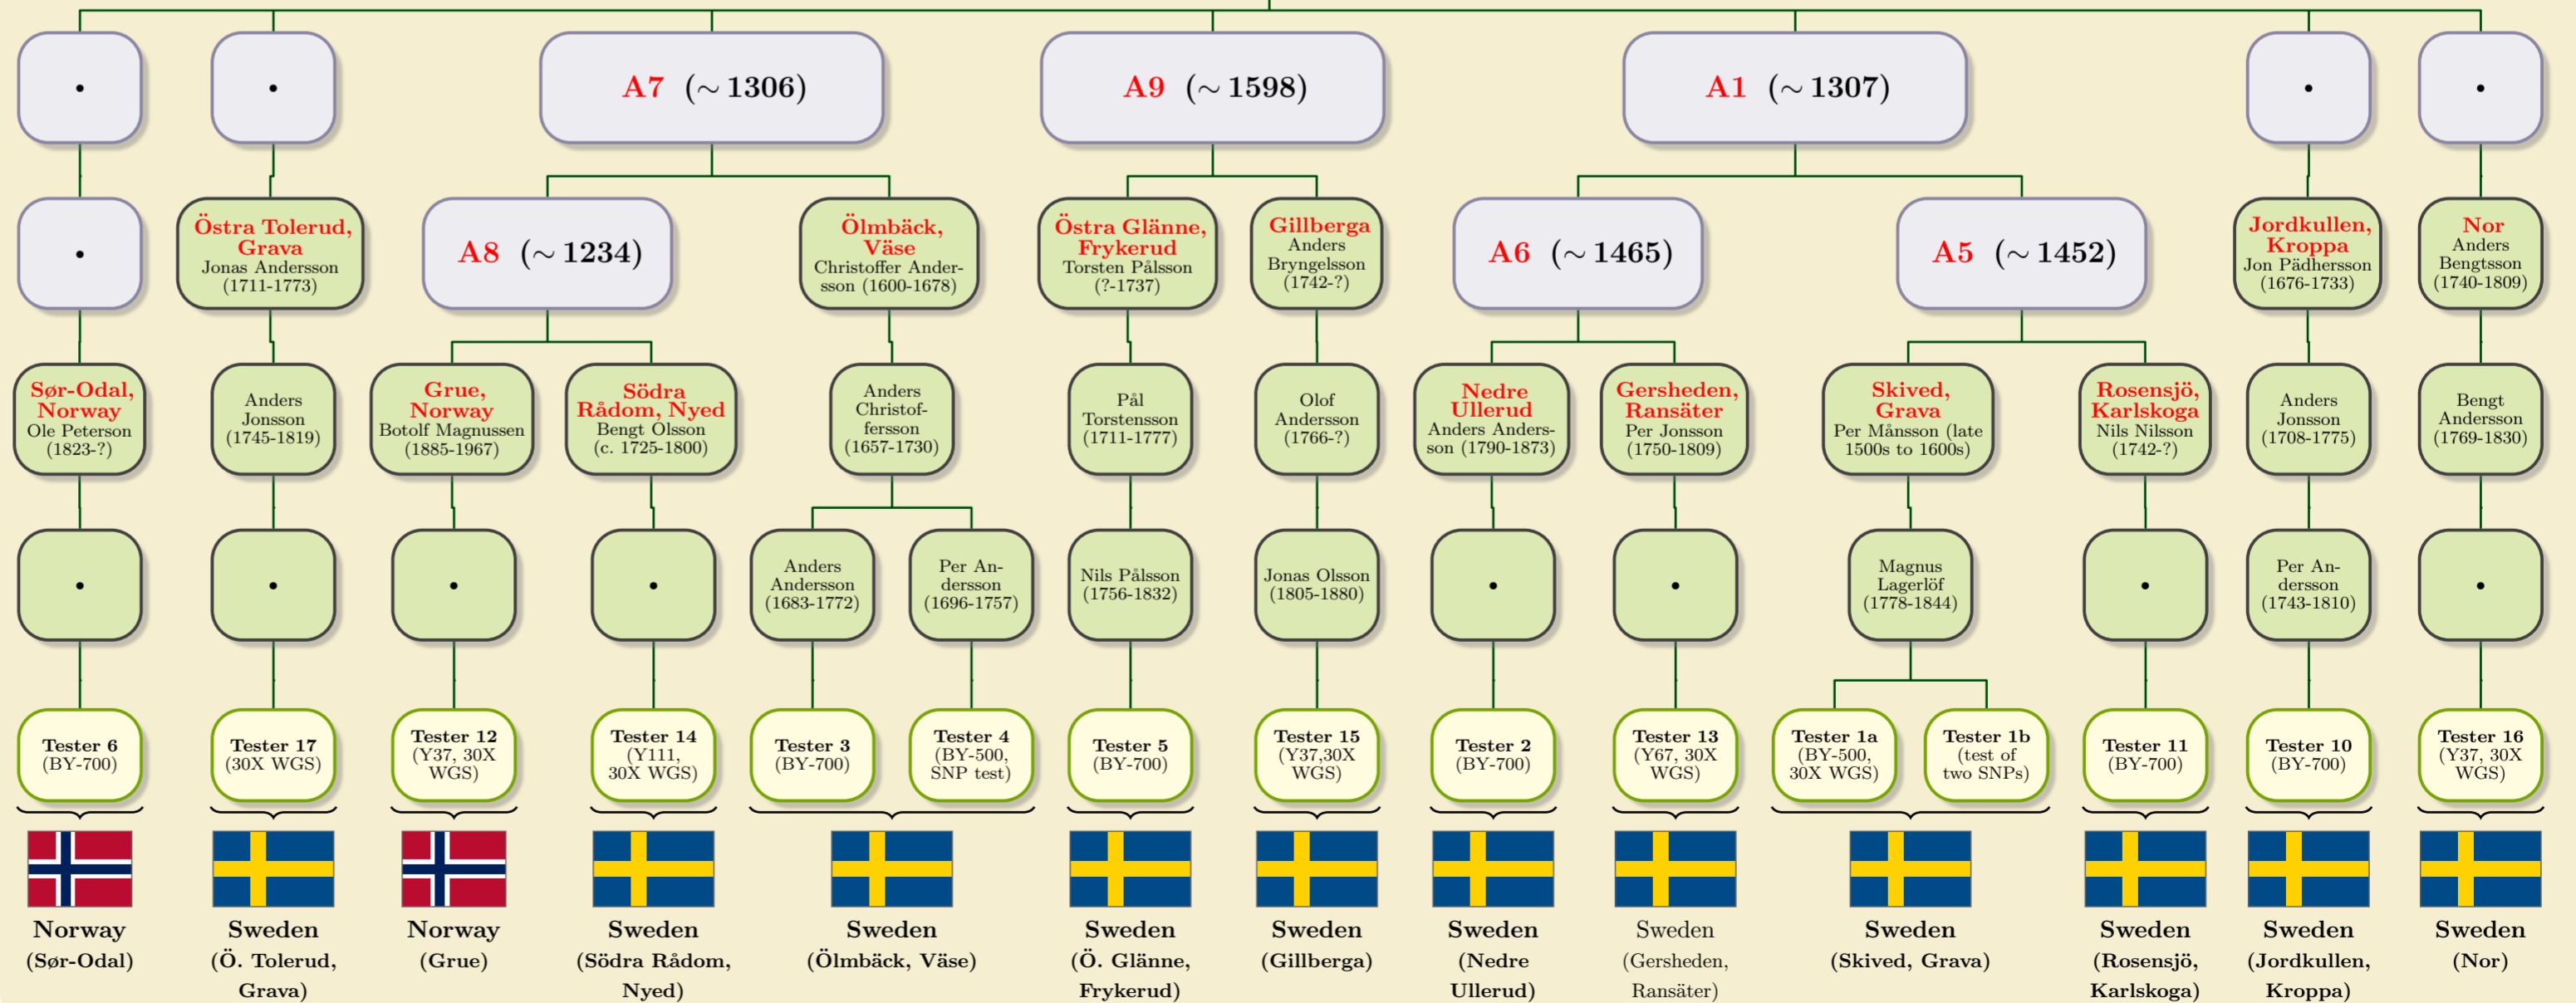 •
•
A7 (∼1306)
A9 (∼1598)
A1 (∼1307)
•
•
•
Östra Tolerud,
Grava
Jonas Andersson
(1711-1773)
A8 (∼1234)
Ölmbäck,
Väse
Christoffer Ander-
sson (1600-1678)
Östra Glänne,
Frykerud
Torsten Pålsson
(?-1737)
Gillberga
Anders
Bryngelsson
(1742-?)
A6 (∼1465)
A5 (∼1452)
Jordkullen,
Kroppa
Jon Pädhersson
(1676-1733)
Nor
Anders
Bengtsson
(1740-1809)
Sør-Odal,
Norway
Ole Peterson
(1823-?)
Anders
Jonsson
(1745-1819)
Grue,
Norway
Botolf Magnussen
(1885-1967)
Södra
Rådom, Nyed
Bengt Olsson
(c. 1725-1800)
Anders
Christof-
fersson
(1657-1730)
Pål
Torstensson
(1711-1777)
Olof
Andersson
(1766-?)
Nedre
Ullerud
Anders Anders-
son (1790-1873)
Gersheden,
Ransäter
Per Jonsson
(1750-1809)
Skived,
Grava
Per Månsson (late
1500s to 1600s)
Rosensjö,
Karlskoga
Nils Nilsson
(1742-?)
Anders
Jonsson
(1708-1775)
Bengt
Andersson
(1769-1830)
•
•
•
•
Anders
Andersson
(1683-1772)
Per An-
dersson
(1696-1757)
Nils Pålsson
(1756-1832)
Jonas Olsson
(1805-1880)
•
•
Magnus
Lagerlöf
(1778-1844)
•
Per An-
dersson
(1743-1810)
•
Tester 6
(BY-700)
Tester 17
(30X WGS)
Tester 12
(Y37, 30X
WGS)
Tester 14
(Y111,
30X WGS)
Tester 3
(BY-700)
Tester 4
(BY-500,
SNP test)
Tester 5
(BY-700)
Tester 15
(Y37,30X
WGS)
Tester 2
(BY-700)
Tester 13
(Y67, 30X
WGS)
Tester 1a
(BY-500,
30X WGS)
Tester 1b
(test of
two SNPs)
Tester 11
(BY-700)
Tester 10
(BY-700)
Tester 16
(Y37, 30X
WGS)
Norway
(Sør-Odal)
Sweden
(Ö. Tolerud,
Grava)
Norway
(Grue)
Sweden
(Södra Rådom,
Nyed)
Sweden
(Ölmbäck, Väse)
Sweden
(Ö. Glänne,
Frykerud)
Sweden
(Gillberga)
Sweden
(Nedre
Ullerud)
Sweden
(Gersheden,
Ransäter)
Sweden
(Skived, Grava)
Sweden
(Rosensjö,
Karlskoga)
Sweden
(Jordkullen,
Kroppa)
Sweden
(Nor)